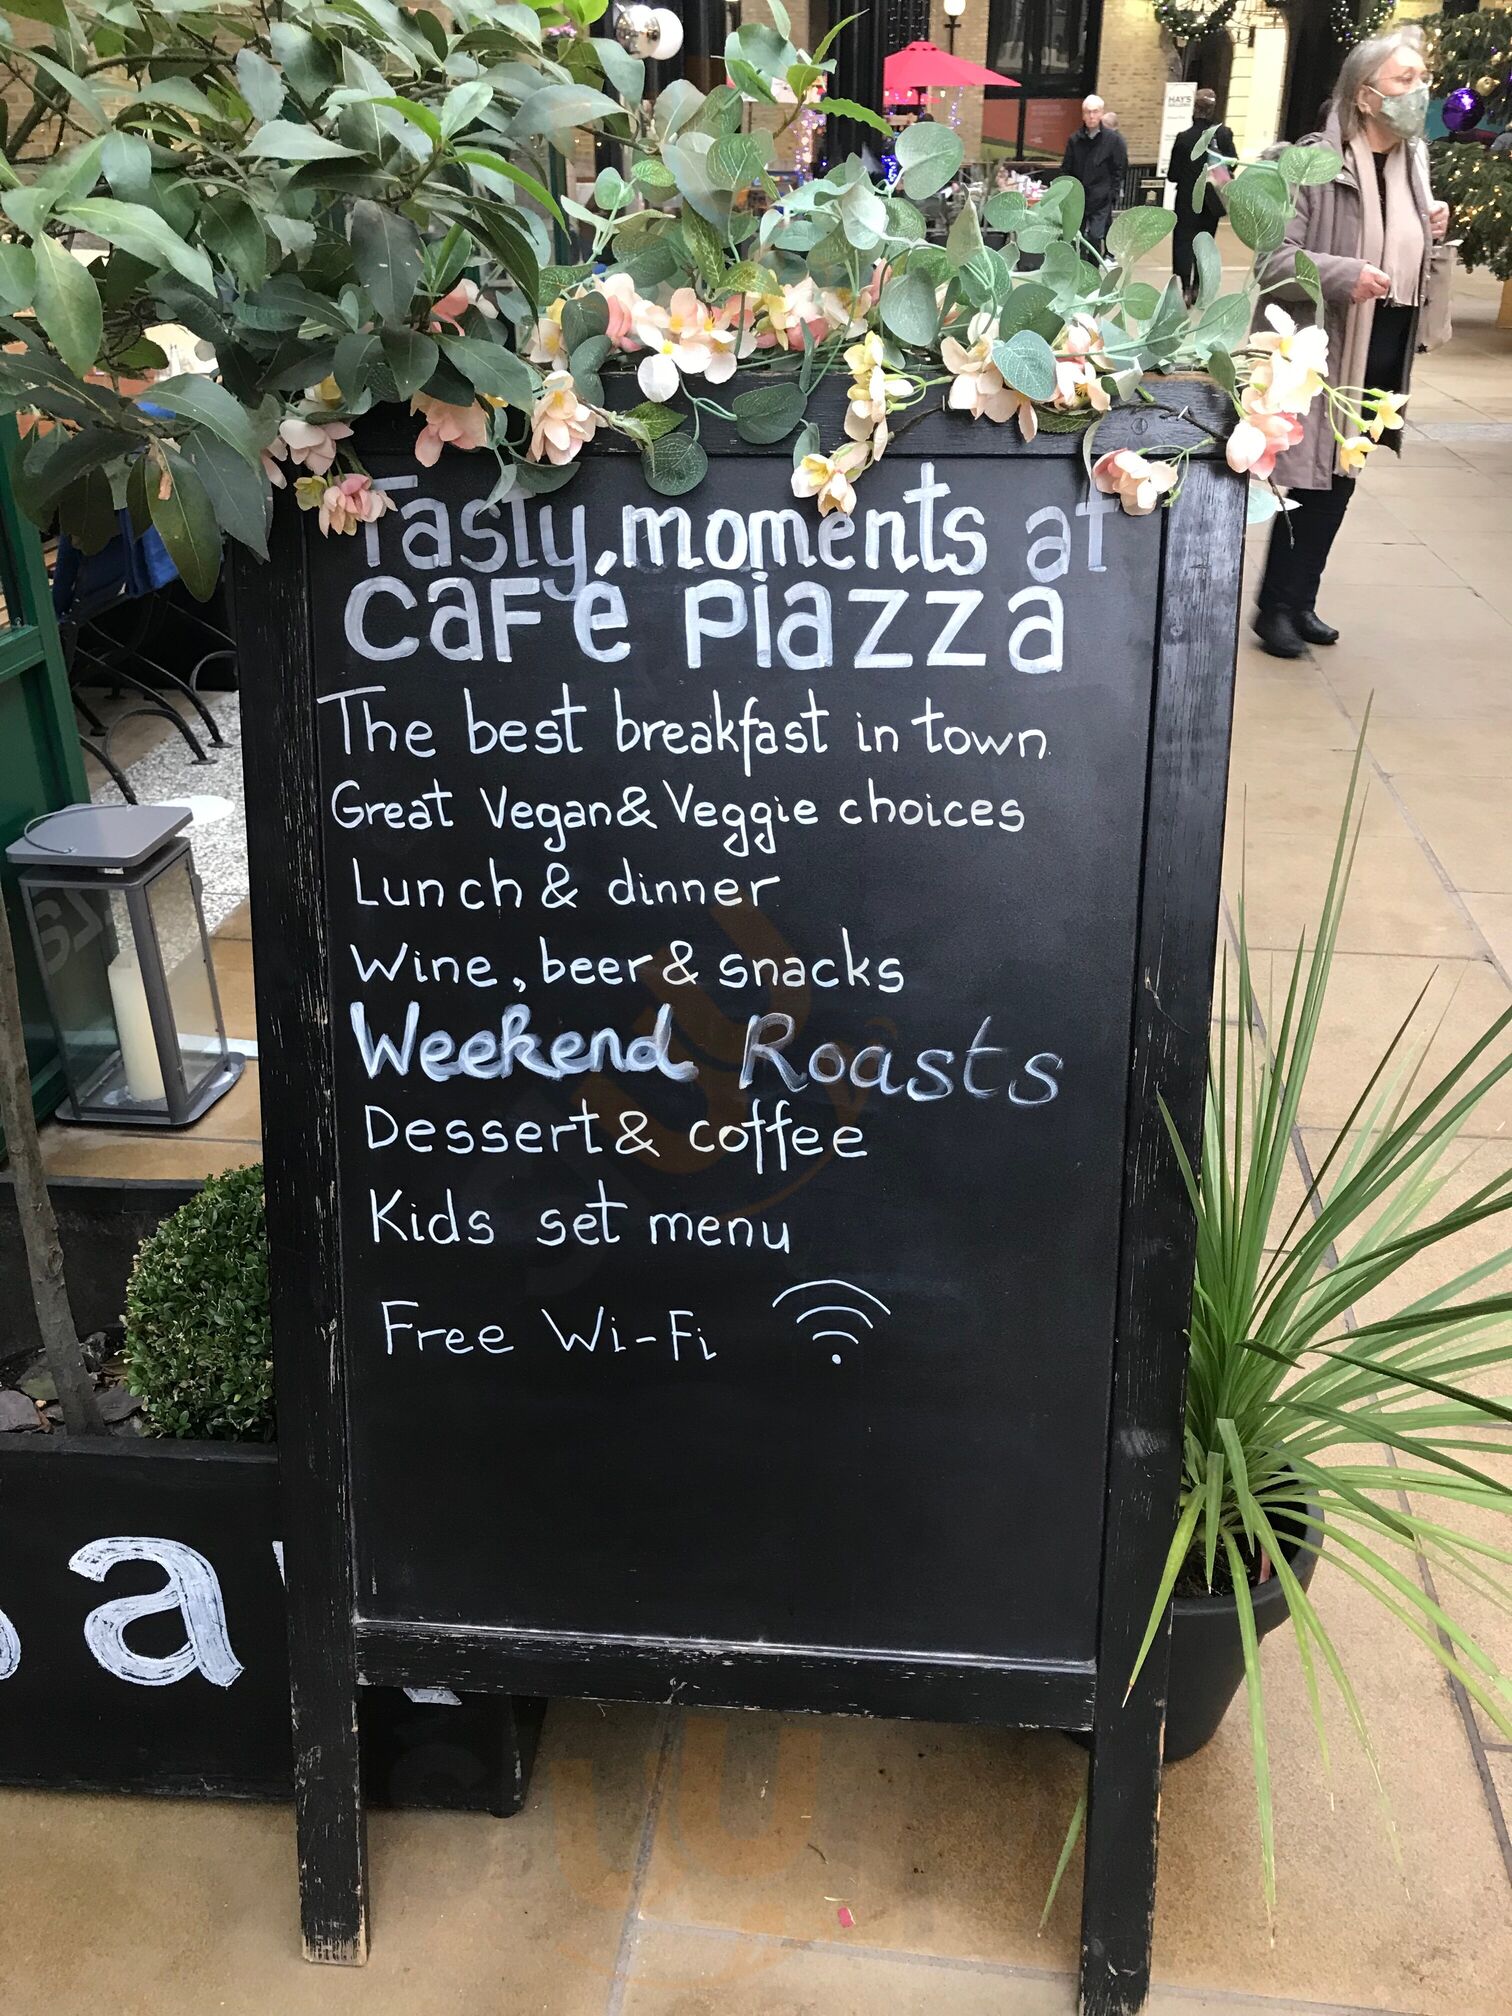 Tasty moments at
CaFé Piazza
The best breakfast in town
Great Vegan & Veggie choices
Lunch & dinner
Wine, beer & snacks
Weekend Roasts
Dessert & coffee
Kids set menu
Free Wi-Fi
HAY'S
a